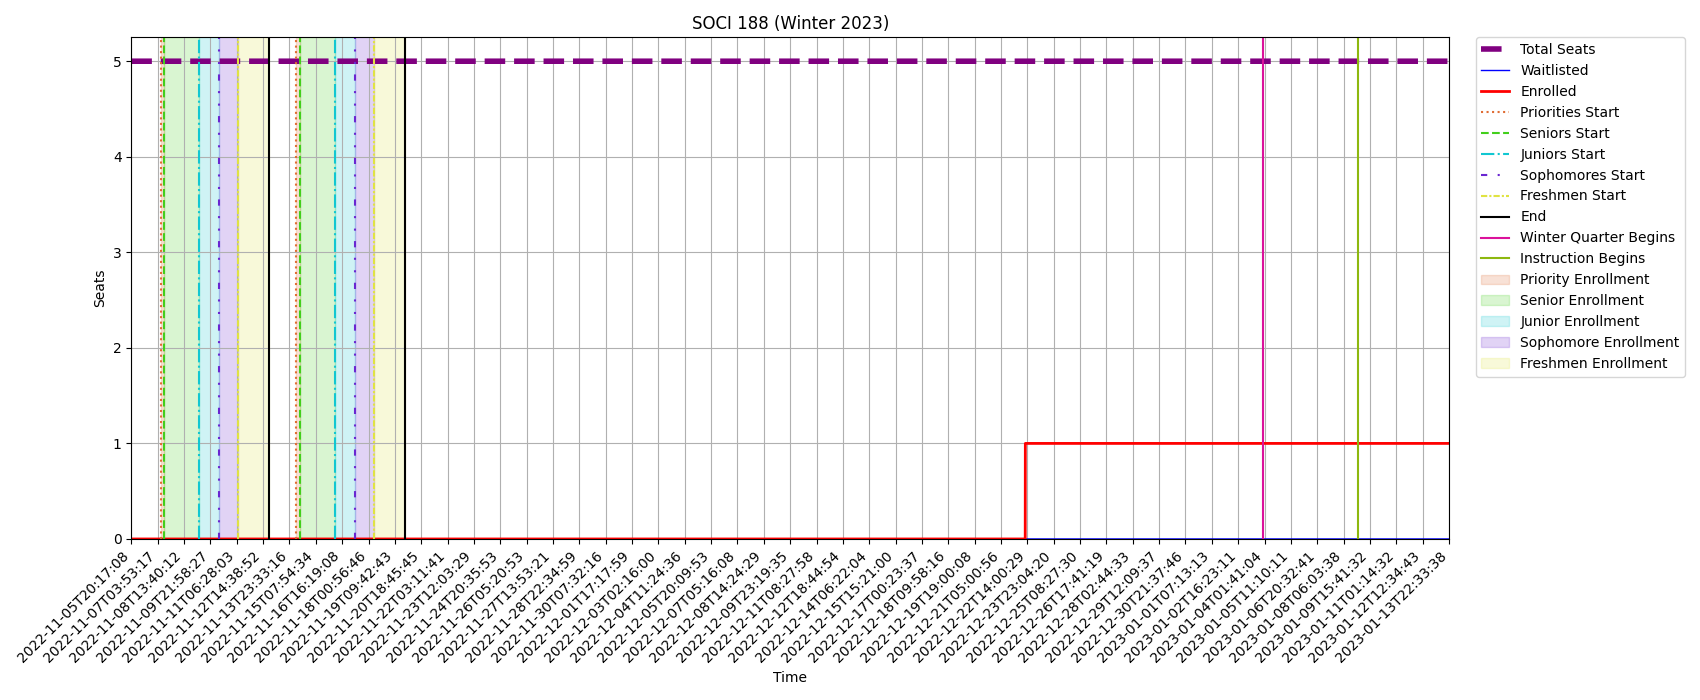 SOCI 188 (Winter 2023)
5
4
3
2
1
0
Seats
2022-11-05T20:17:08
2022-11-07T03:53:17
2022-11-08T13:40:12
2022-11-09T21:58:27
2022-11-11T06:28:03
2022-11-12T14:38:52
2022-11-13T23:33:16
2022-11-15T07:54:34
2022-11-16T16:19:08
2022-11-18T00:56:46
2022-11-19T09:42:43
2022-11-20T18:45:45
2022-11-22T03:11:41
2022-11-23T12:03:29
2022-11-24T20:35:53
2022-11-26T05:20:53
2022-11-27T13:53:21
2022-11-28T22:34:59
2022-11-30T07:32:16
2022-12-01T17:17:59
2022-12-03T02:16:00
2022-12-04T11:24:36
2022-12-05T20:09:53
2022-12-07T05:16:08
2022-12-08T14:24:29
2022-12-09T23:19:35
2022-12-11T08:27:58
2022-12-12T18:44:54
2022-12-14T06:22:04
2022-12-15T15:21:00
2022-12-17T00:23:37
2022-12-18T09:58:16
2022-12-19T19:00:08
2022-12-21T05:00:56
2022-12-22T14:00:29
2022-12-23T23:04:20
2022-12-25T08:27:30
2022-12-26T17:41:19
2022-12-28T02:44:33
2022-12-29T12:09:37
2022-12-30T21:37:46
2023-01-01T07:13:13
2023-01-02T16:23:11
2023-01-04T01:41:04
2023-01-05T11:10:11
2023-01-06T20:32:41
2023-01-08T06:03:38
2023-01-09T15:41:32
2023-01-11T01:14:32
2023-01-12T12:34:43
2023-01-13T22:33:38
Time
Total Seats
Waitlisted
Enrolled
Priorities Start
Seniors Start
Juniors Start
Sophomores Start
Freshmen Start
End
Winter Quarter Begins
Instruction Begins
Priority Enrollment
Senior Enrollment
Junior Enrollment
Sophomore Enrollment
Freshmen Enrollment